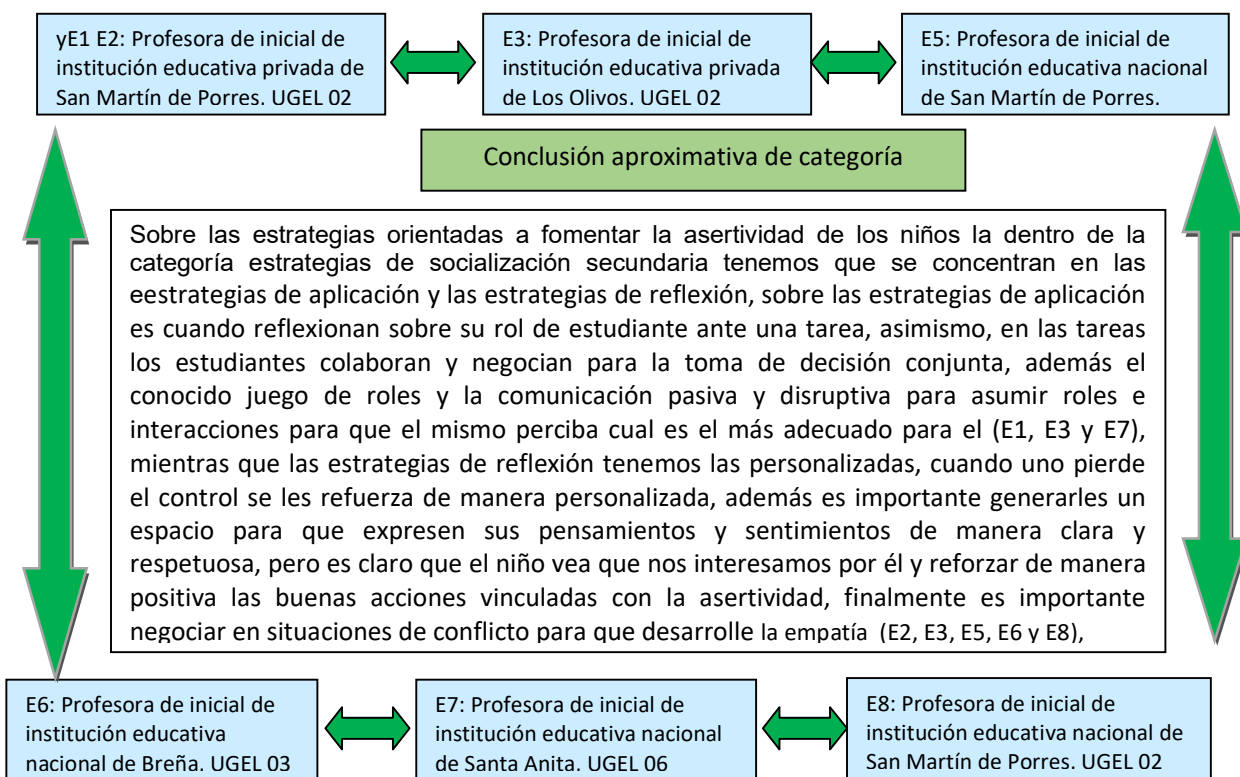 yE1 E2: Profesora de inicial de
institución educativa privada de
San Martín de Porres. UGEL 02
E3: Profesora de inicial de
institución educativa privada
de Los Olivos. UGEL 02
E5: Profesora de inicial de
institución educativa nacional
de San Martín de Porres.
Conclusión aproximativa de categoría
Sobre las estrategias orientadas a fomentar la asertividad de los niños la dentro de la
categoría estrategias de socialización secundaria tenemos que se concentran en las
eestrategias de aplicación y las estrategias de reflexión, sobre las estrategias de aplicación
es cuando reflexionan sobre su rol de estudiante ante una tarea, asimismo, en las tareas
los estudiantes colaboran y negocian para la toma de decisión conjunta, además el
conocido juego de roles y la comunicación pasiva y disruptiva para asumir roles e
interacciones para que el mismo perciba cual es el más adecuado para el (E1, E3 y E7),
mientras que las estrategias de reflexión tenemos las personalizadas, cuando uno pierde
el control se les refuerza de manera personalizada, además es importante generarles un
espacio para que expresen sus pensamientos y sentimientos de manera clara y
respetuosa, pero es claro que el niño vea que nos interesamos por él y reforzar de manera
positiva las buenas acciones vinculadas con la asertividad, finalmente es importante
negociar en situaciones de conflicto para que desarrolle la empatía (E2, E3, E5, E6 y E8),
E6: Profesora de inicial de
institución educativa
nacional de Breña. UGEL 03
E7: Profesora de inicial de
institución educativa nacional
de Santa Anita. UGEL 06
E8: Profesora de inicial de
institución educativa nacional de
San Martín de Porres. UGEL 02